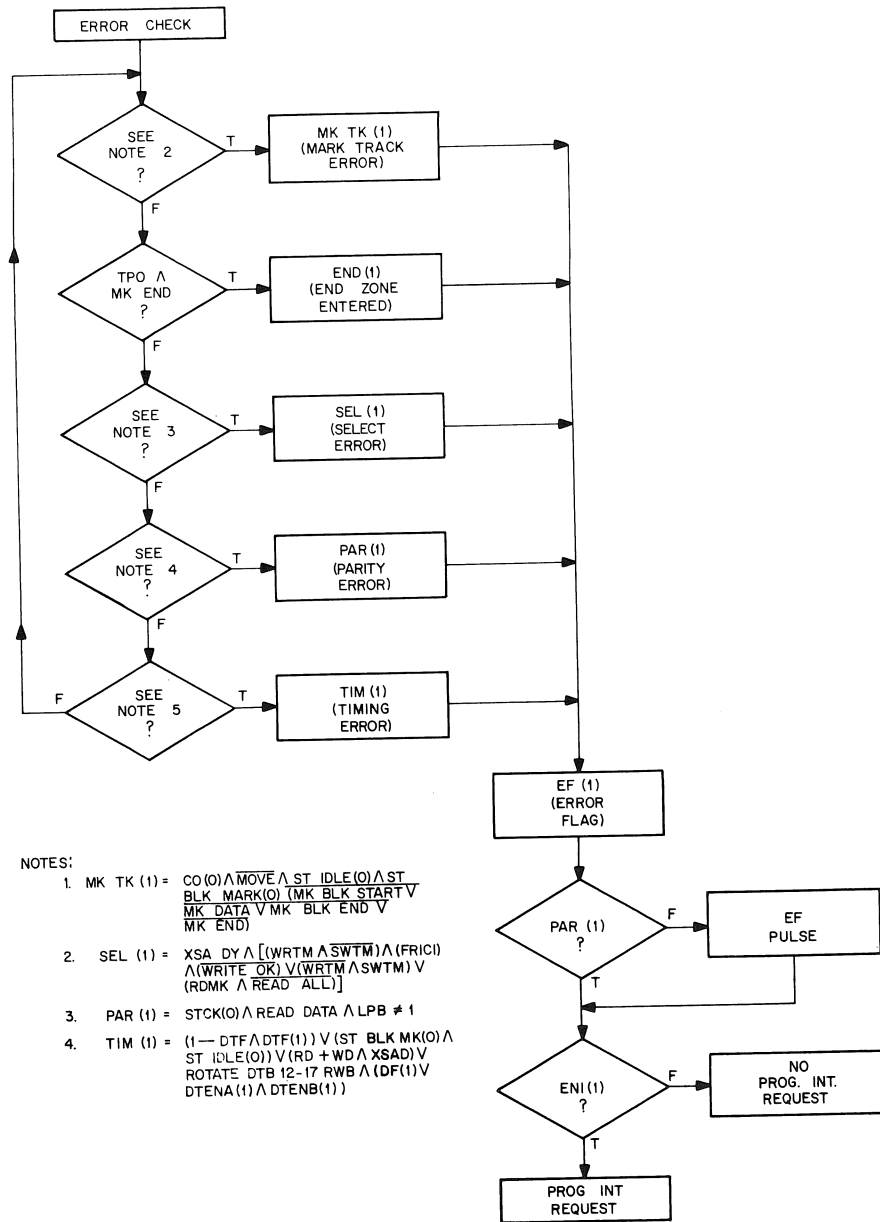 ERROR CHECK
SEE
NOTE 2
?
T
F
MK TK (1)
(MARK TRACK
ERROR)
TPO ∧
MK END
?
T
F
END (1)
(END ZONE
ENTERED)
SEE
NOTE 3
?
T
F
SEL (1)
(SELECT
ERROR)
SEE
NOTE 4
?
T
F
PAR (1)
(PARITY
ERROR)
F
SEE
NOTE 5
?
T
TIM (1)
(TIMING
ERROR)
EF (1)
(ERROR
FLAG)
PAR (1)
?
F
T
EF
PULSE
ENI (1)
?
F
T
NO
PROG. INT.
REQUEST
PROG INT
REQUEST
NOTES:
1. MK TK (1) = CO (0) ∧ MOVE ∧ ST IDLE (0) ∧ ST
BLK MARK (0) (MK BLK START ∨
MK DATA ∨ MK BLK END ∨
MK END)
2. SEL (1) = XSA DY ∧ [(WRTM ∧ SWTM) ∧ (FRICI)
∧ (WRITE OK) ∨ (WRTM ∧ SWTM) ∨
(RDMK ∧ READ ALL)]
3. PAR (1) = STCK(0) ∧ READ DATA ∧ LPB ≠ 1
4. TIM (1) = (1— DTF ∧ DTF(1)) ∨ (ST BLK MK(0) ∧
ST IDLE(0)) ∨ (RD + WD ∧ XSAD) ∨
ROTATE DTB 12-17 RWB ∧ (DF(1) ∨
DTENA(1) ∧ DTENB(1))